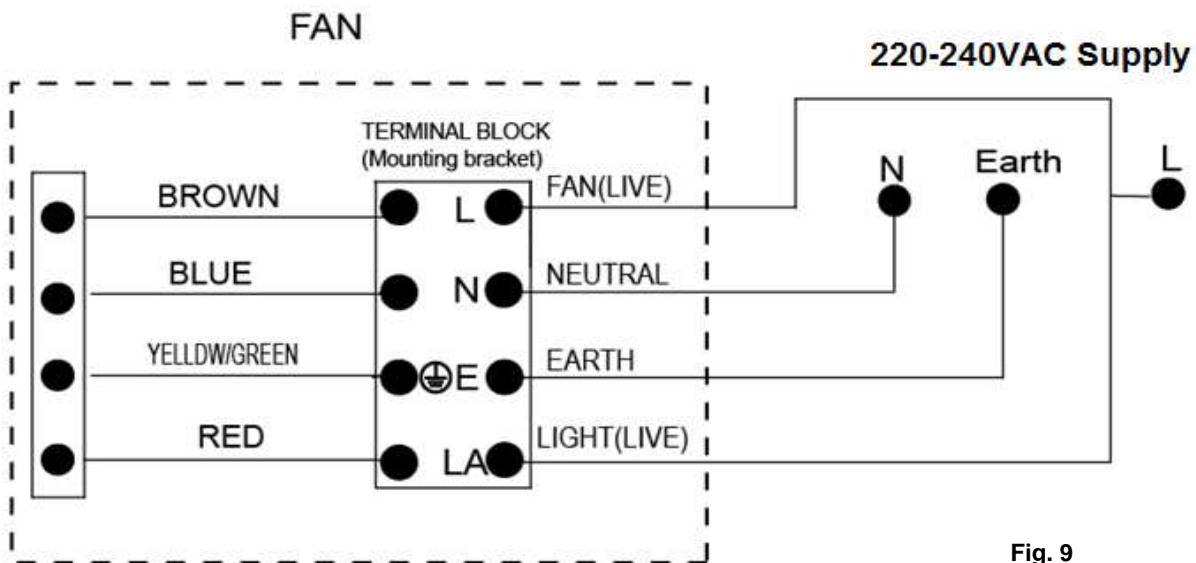 FAN
220-240VAC Supply
TERMINAL BLOCK
(Mounting bracket)
BROWN
L
FAN(LIVE)
BLUE
N
NEUTRAL
YELLDW/GREEN
E
EARTH
RED
LA
LIGHT(LIVE)
N
Earth
L
Fig. 9